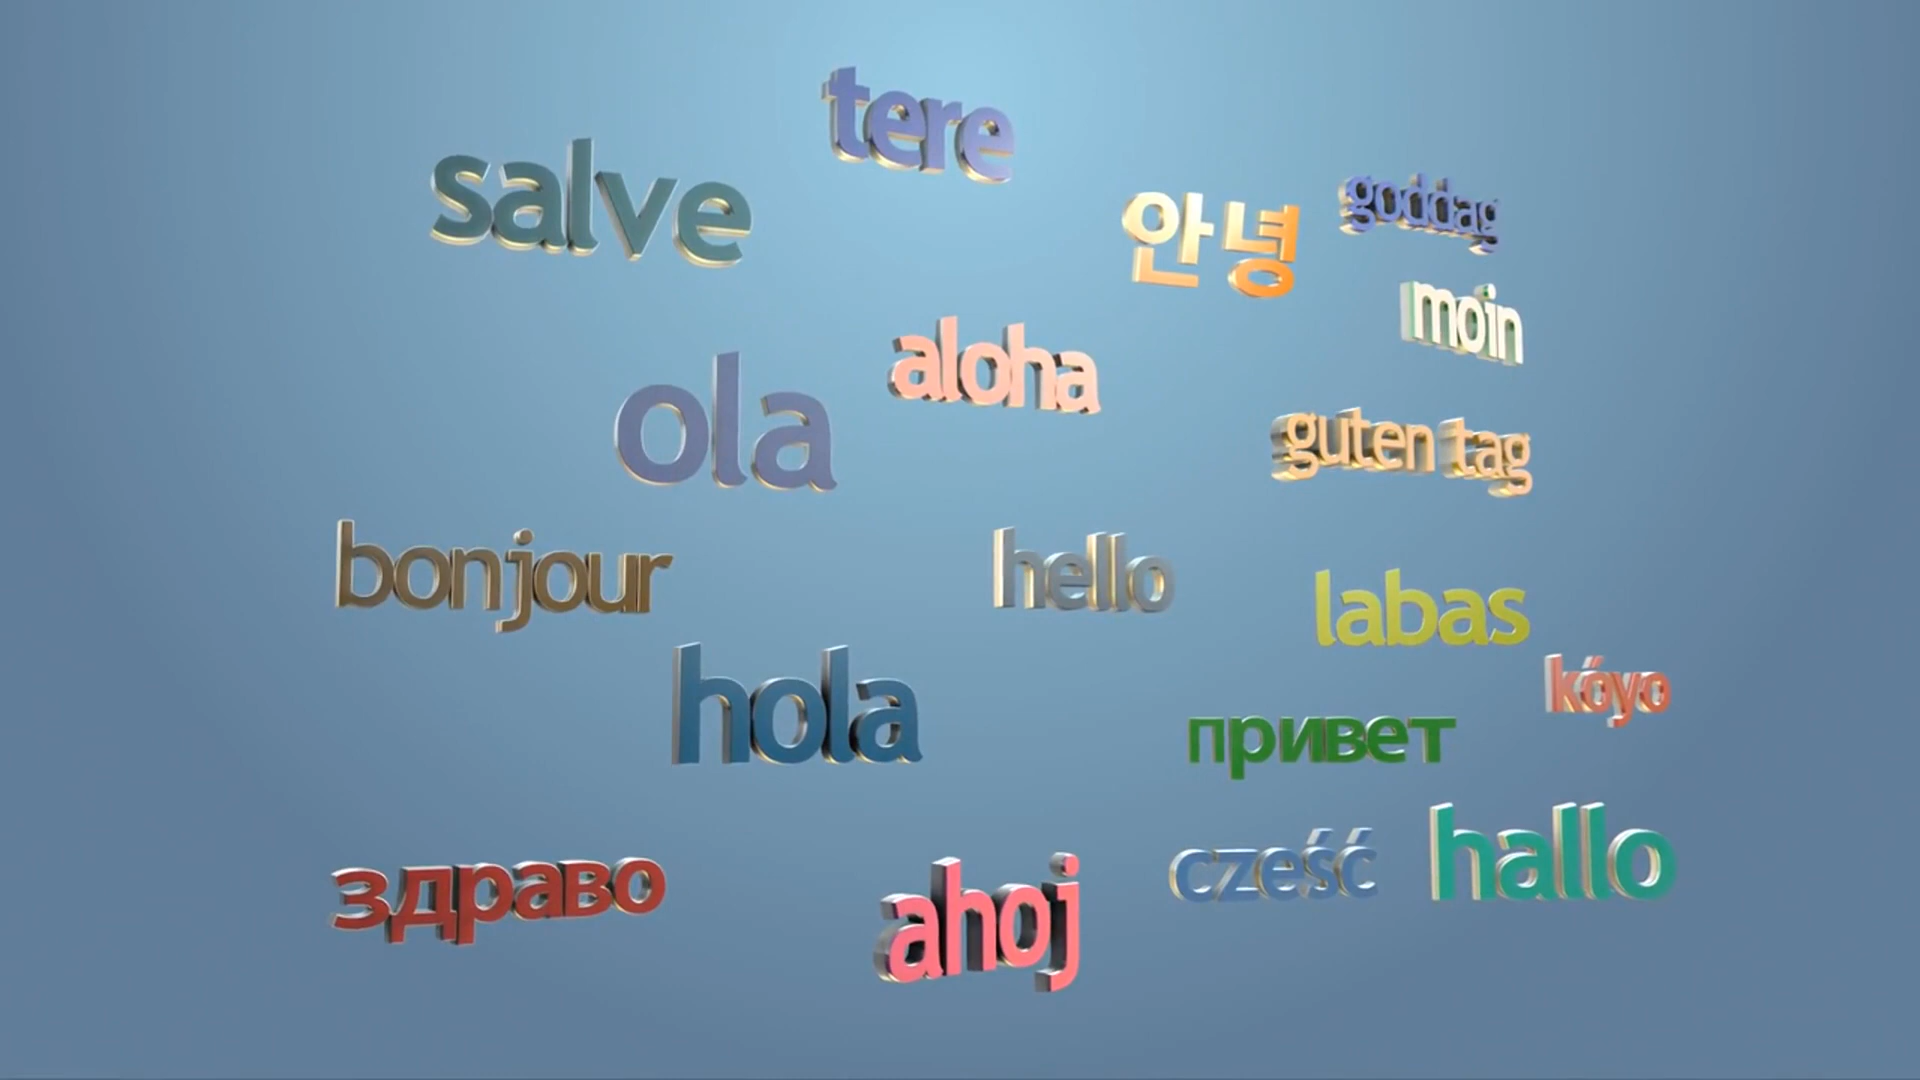 tere
salve
안녕
goddag
moin
aloha
ola
guten tag
bonjour
hello
labas
hola
kóyo
привет
cześć
hallo
здраво
ahoj